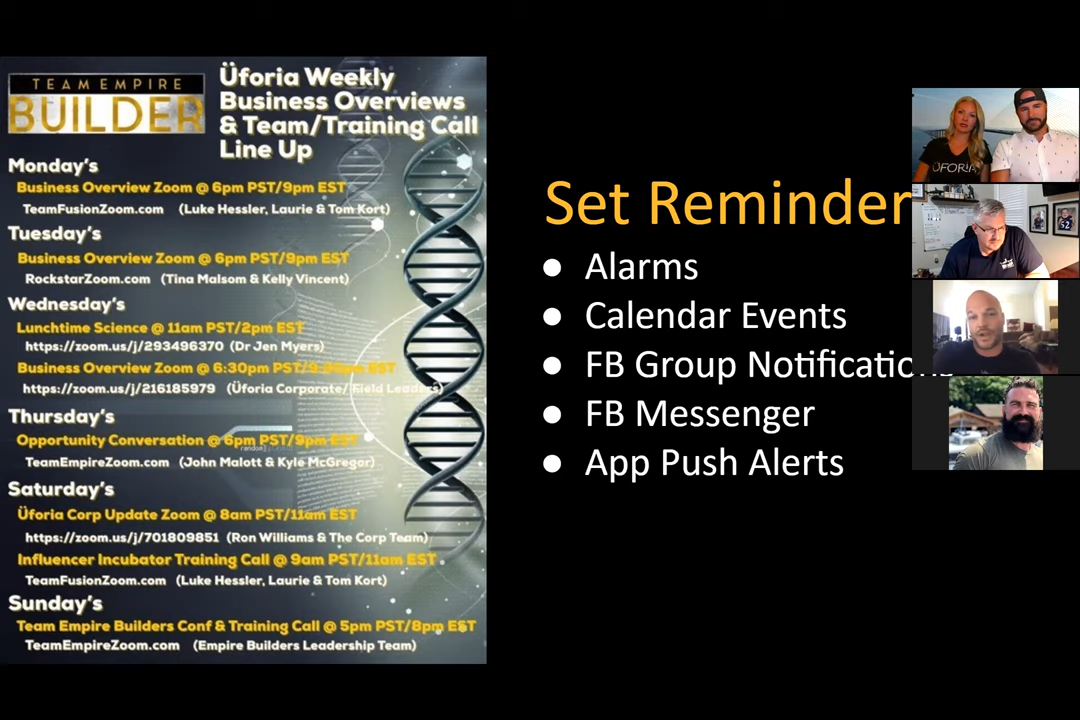 TEAM EMPIRE
BUILDER
Üforia Weekly
Business Overviews
& Team/Training Call
Line Up
Monday's
Business Overview Zoom @ 6pm PST/9pm EST
TeamFusionZoom.com (Luke Hessler, Laurie & Tom Kort)
Tuesday's
Business Overview Zoom @ 6pm PST/9pm EST
RockstarZoom.com (Tina Malsom & Kelly Vincent)
Wednesday's
Lunchtime Science @ 11am PST/2pm EST
https://zoom.us/j/293496370 (Dr Jen Myers)
Business Overview Zoom @ 6:30pm PST/9:30pm EST
https://zoom.us/j/216185979 (Üforia Corporate/ Field Leaders)
Thursday's
Opportunity Conversation @ 6pm PST/9pm EST
TeamEmpireZoom.com (John Malott & Kyle McGregor)
Saturday's
Üforia Corp Update Zoom @ 8am PST/11am EST
https://zoom.us/j/701809851 (Ron Williams & The Corp Team)
Influencer Incubator Training Call @ 9am PST/11am EST
TeamFusionZoom.com (Luke Hessler, Laurie & Tom Kort)
Sunday's
Team Empire Builders Conf & Training Call @ 5pm PST/8pm EST
TeamEmpireZoom.com (Empire Builders Leadership Team)
Set Reminder
● Alarms
● Calendar Events
● FB Group Notifications
● FB Messenger
● App Push Alerts
ÜFORIA
52